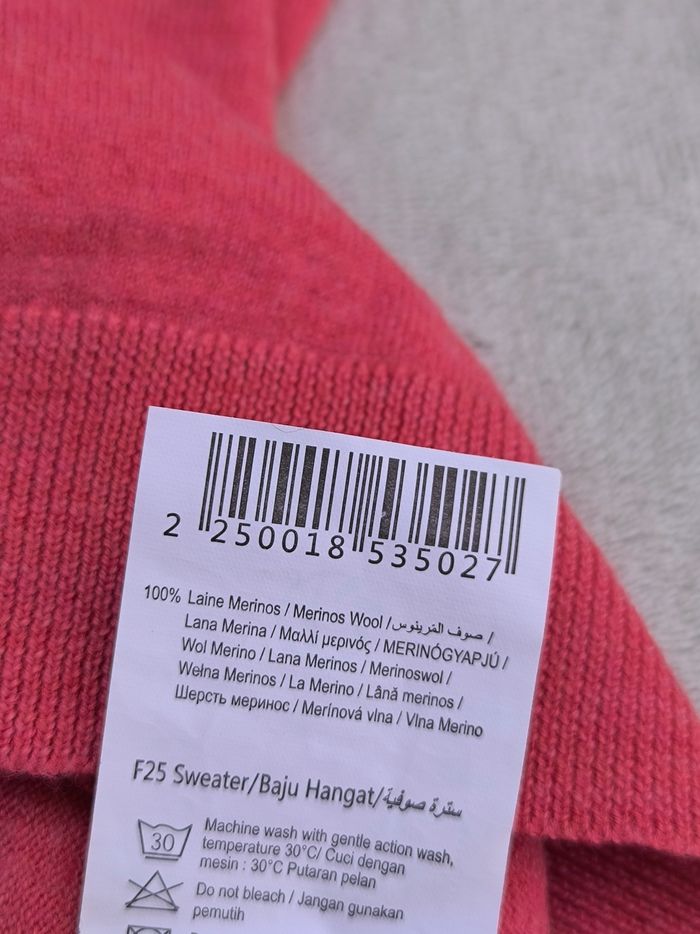 2 250018 535027
100% Laine Merinos / Merinos Wool / صوف الترينوس /
Lana Merina / Μαλλί μερινός / MERINÓGYAPJÚ /
Wol Merino / Lana Merinos / Merinoswol /
Wełna Merinos / La Merino / Lână merinos /
Шерсть меринос / Merínová vlna / Vlna Merino
F25 Sweater/Baju Hangat/سترة صوفية
30
Machine wash with gentle action wash,
temperature 30°C/ Cuci dengan
mesin : 30°C Putaran pelan
Do not bleach / Jangan gunakan
pemutih